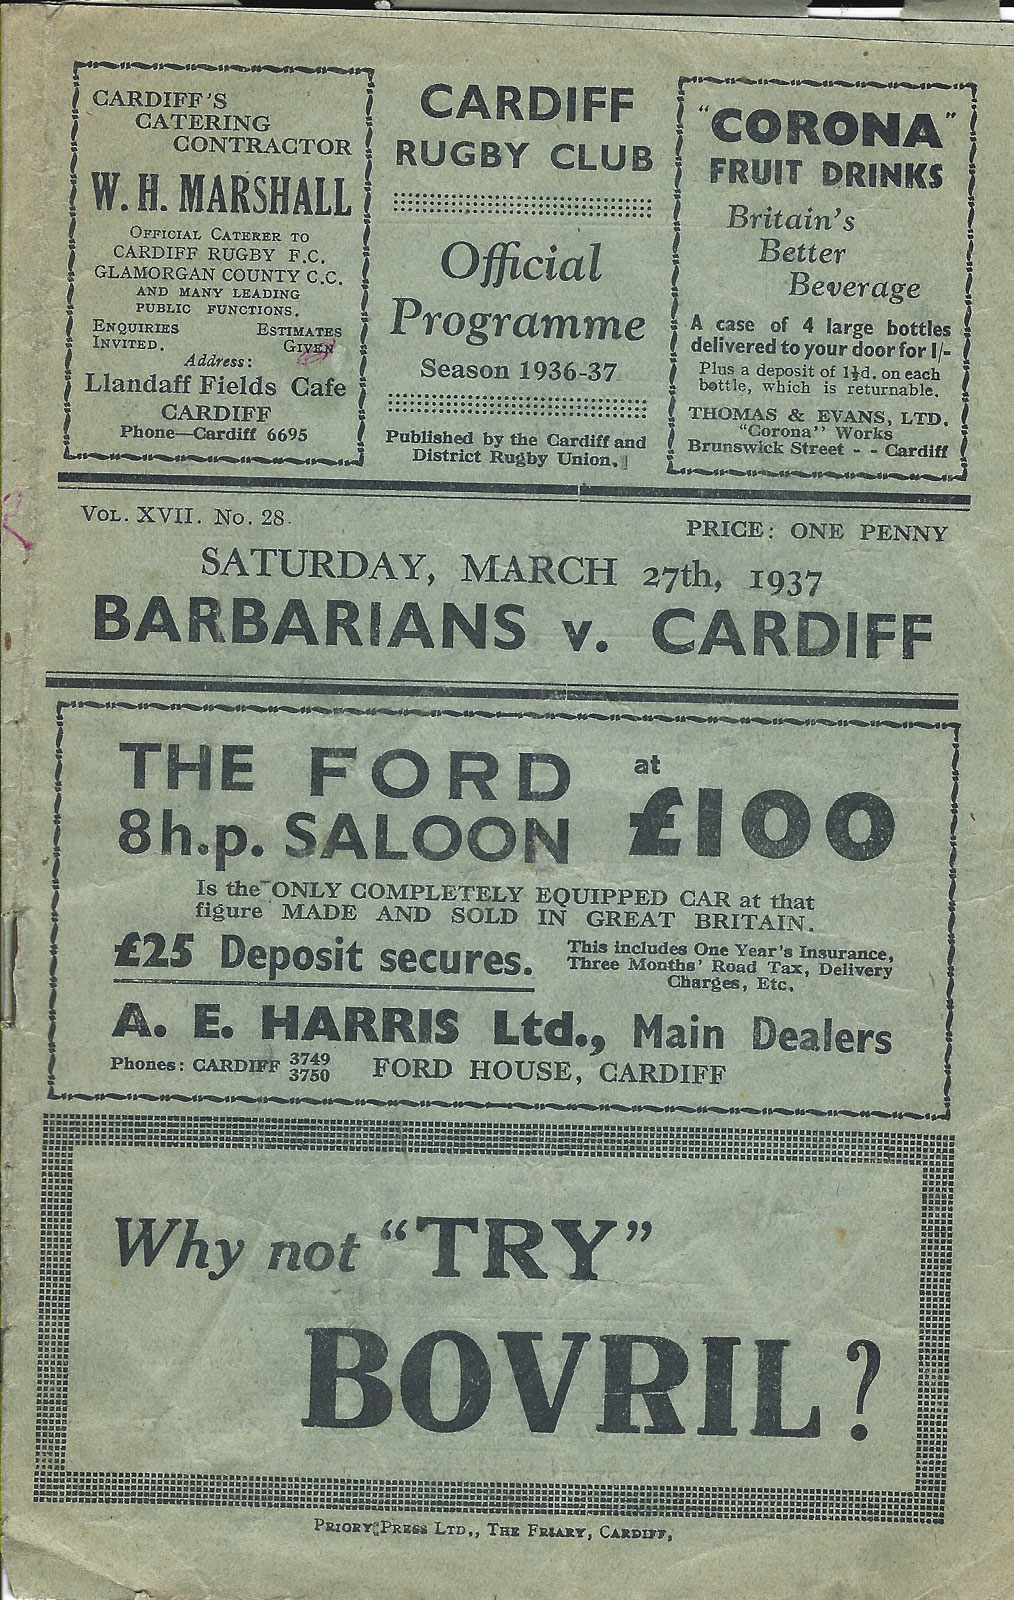 CARDIFF'S
CATERING
CONTRACTOR
W. H. MARSHALL
OFFICIAL CATERER TO
CARDIFF RUGBY F.C.
GLAMORGAN COUNTY C.C.
AND MANY LEADING
PUBLIC FUNCTIONS.
ENQUIRIES ESTIMATES
INVITED. GIVEN
Address:
Llandaff Fields Cafe
CARDIFF
Phone—Cardiff 6695
CARDIFF
RUGBY CLUB
Official
Programme
Season 1936-37
Published by the Cardiff and
District Rugby Union.
"CORONA"
FRUIT DRINKS
Britain's
Better
Beverage
A case of 4 large bottles
delivered to your door for 1/-
Plus a deposit of 1½d. on each
bottle, which is returnable.
THOMAS & EVANS, LTD.
"Corona" Works
Brunswick Street - - Cardiff
VOL. XVII. No. 28.
PRICE: ONE PENNY
SATURDAY, MARCH 27th, 1937
BARBARIANS v. CARDIFF
THE FORD at
8h.p. SALOON £100
Is the ONLY COMPLETELY EQUIPPED CAR at that
figure MADE AND SOLD IN GREAT BRITAIN.
£25 Deposit secures.
This includes One Year's Insurance,
Three Months' Road Tax, Delivery
Charges, Etc.
A. E. HARRIS Ltd., Main Dealers
Phones: CARDIFF 3749
3750
FORD HOUSE, CARDIFF
Why not "TRY"
BOVRIL?
PRIORY PRESS LTD., THE FRIARY, CARDIFF.